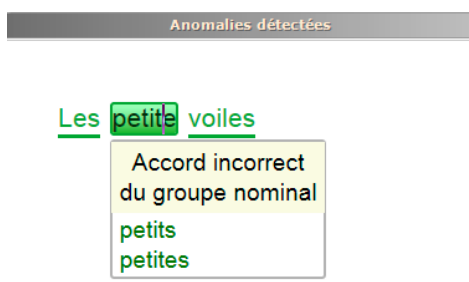 Anomalies détectées
Les petite voiles
Accord incorrect
du groupe nominal
petits
petites